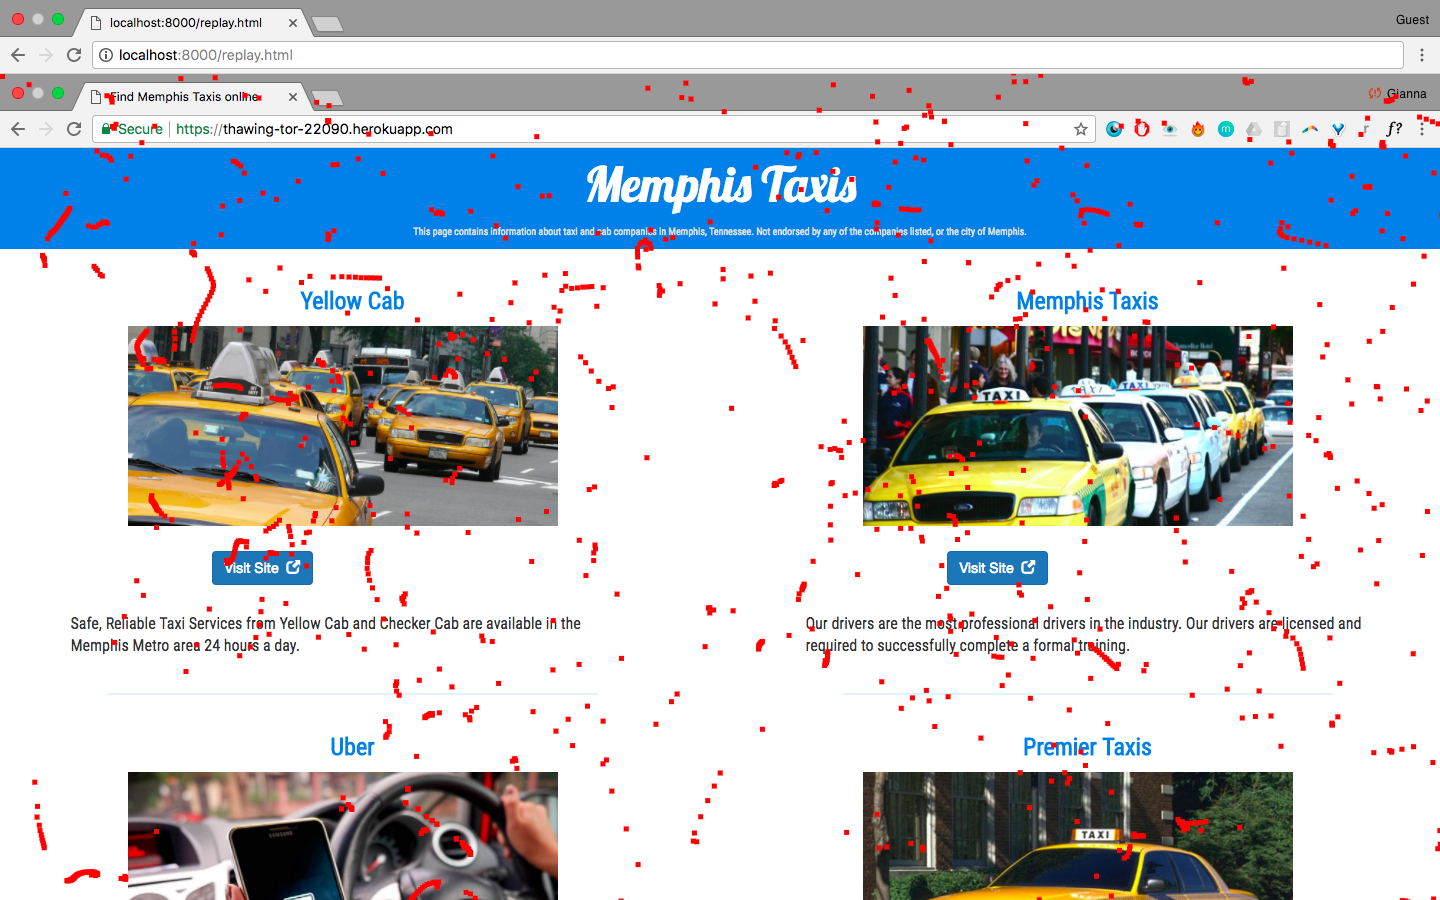 localhost:8000/replay.html
Guest
localhost:8000/replay.html
Find Memphis Taxis online
Gianna
Secure https://thawing-tor-22090.herokuapp.com
m
r
f?
Memphis Taxis
This page contains information about taxi and cab companies in Memphis, Tennessee. Not endorsed by any of the companies listed, or the city of Memphis.
Yellow Cab
Memphis Taxis
TAXI
TAXI
Visit Site
Visit Site
Safe, Reliable Taxi Services from Yellow Cab and Checker Cab are available in the
Memphis Metro area 24 hours a day.
Our drivers are the most professional drivers in the industry. Our drivers are licensed and
required to successfully complete a formal training.
Uber
Premier Taxis
SAMSUNG
TAXI